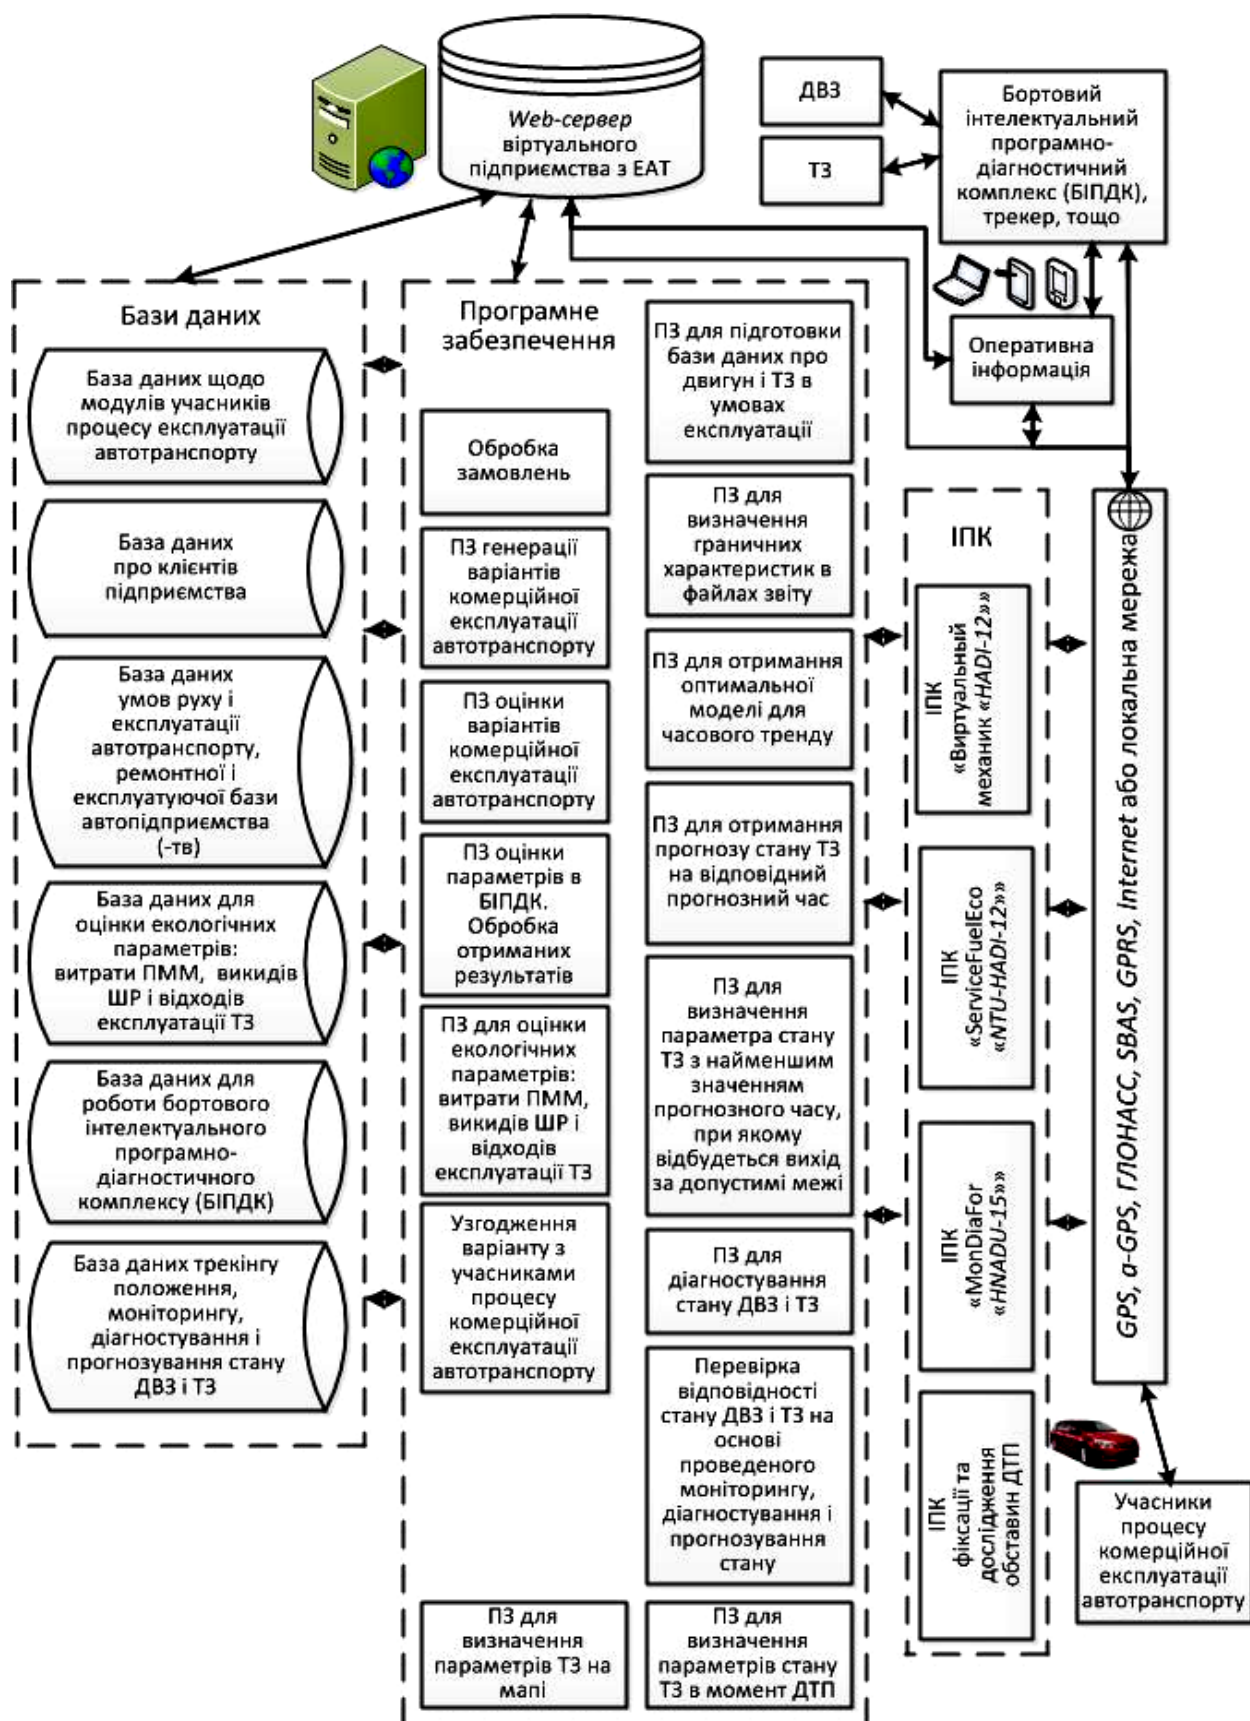 Web-сервер
віртуального
підприємства з ЕАТ
ДВЗ
ТЗ
Бортовий
інтелектуальний
програмно-
діагностичний
комплекс (БІПДК),
трекер, тощо
Оперативна
інформація
Бази даних
База даних щодо
модулів учасників
процесу експлуатації
автотранспорту
База даних
про клієнтів
підприємства
База даних
умов руху і
експлуатації
автотранспорту,
ремонтної і
експлуатуючої бази
автопідприємства
(-тв)
База даних для
оцінки екологічних
параметрів:
витрати ПММ, викидів
ШР і відходів
експлуатації ТЗ
База даних для
роботи бортового
інтелектуального
програмно-
діагностичного
комплексу (БІПДК)
База даних трекінгу
положення,
моніторингу,
діагностування і
прогнозування стану
ДВЗ і ТЗ
Програмне
забезпечення
Обробка
замовлень
ПЗ генерації
варіантів
комерційної
експлуатації
автотранспорту
ПЗ оцінки
варіантів
комерційної
експлуатації
автотранспорту
ПЗ оцінки
параметрів в
БІПДК.
Обробка
отриманих
результатів
ПЗ для оцінки
екологічних
параметрів:
витрати ПММ,
викидів ШР і
відходів
експлуатації ТЗ
Узгодження
варіанту з
учасниками
процесу
комерційної
експлуатації
автотранспорту
ПЗ для
визначення
параметрів ТЗ на
мапі
ПЗ для підготовки
бази даних про
двигун і ТЗ в
умовах
експлуатації
ПЗ для
визначення
граничних
характеристик в
файлах звіту
ПЗ для отримання
оптимальної
моделі для
часового тренду
ПЗ для отримання
прогнозу стану ТЗ
на відповідний
прогнозний час
ПЗ для
визначення
параметра стану
ТЗ з найменшим
значенням
прогнозного часу,
при якому
відбудеться вихід
за допустимі межі
ПЗ для
діагностування
стану ДВЗ і ТЗ
Перевірка
відповідності
стану ДВЗ і ТЗ на
основі
проведеного
моніторингу,
діагностування і
прогнозування
стану
ПЗ для
визначення
параметрів стану
ТЗ в момент ДТП
ІПК
ІПК
«Виртуальный
механик «HADI-12»»
ІПК
«ServiceFuelEco
«NTU-HADI-12»»
ІПК
«MonDiaFor
«HNADU-15»»
ІПК
фіксації та
дослідження
обставин ДТП
GPS, a-GPS, ГЛОНАСС, SBAS, GPRS, Internet або локальна мережа
Учасники
процесу
комерційної
експлуатації
автотранспорту